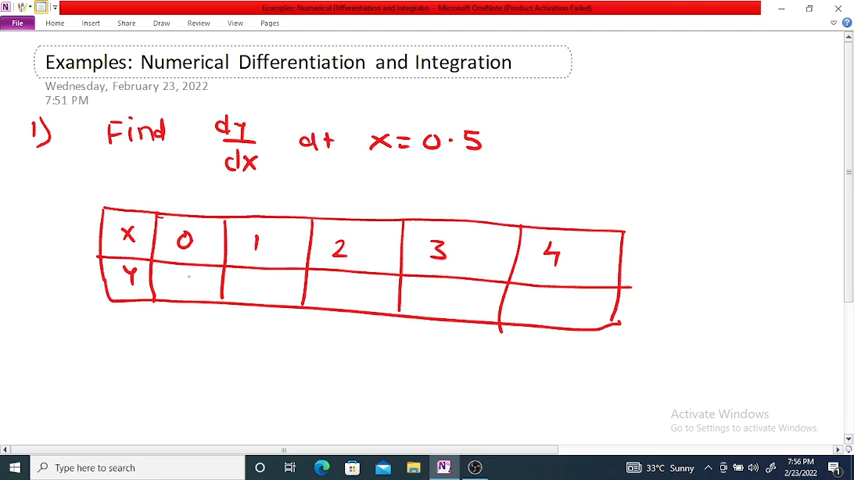 Examples: Numerical Differentiation and Integratio - Microsoft OneNote (Product Activation Failed)
File Home Insert Share Draw Review View Pages
Examples: Numerical Differentiation and Integration
Wednesday, February 23, 2022
7:51 PM
1) Find dy/dx at x = 0.5
X 0 1 2 3 4
Y
Activate Windows
Go to Settings to activate Windows.
Type here to search
33°C Sunny
7:56 PM
2/23/2022